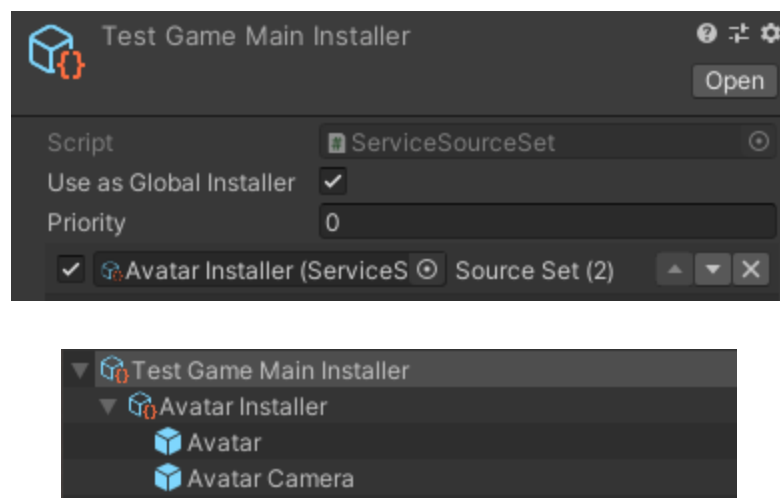 Test Game Main Installer
Open
Script ServiceSourceSet
Use as Global Installer
Priority 0
Avatar Installer (ServiceS Source Set (2)
Test Game Main Installer
Avatar Installer
Avatar
Avatar Camera